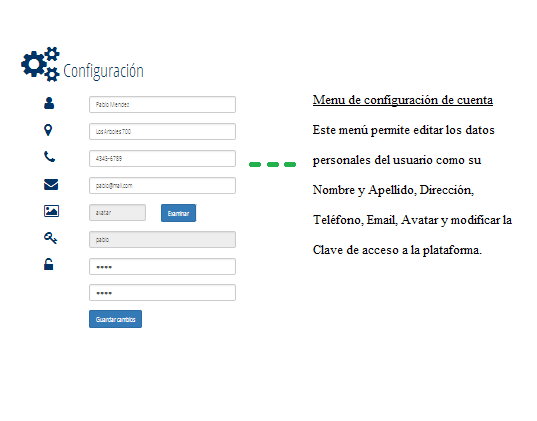 Configuración
Pablo Mendez
Los Arboles 700
4343-6789
pablo@mail.com
avatar
Examinar
pablo
••••
••••
Guardar cambios
Menu de configuración de cuenta
Este menú permite editar los datos
personales del usuario como su
Nombre y Apellido, Dirección,
Teléfono, Email, Avatar y modificar la
Clave de acceso a la plataforma.